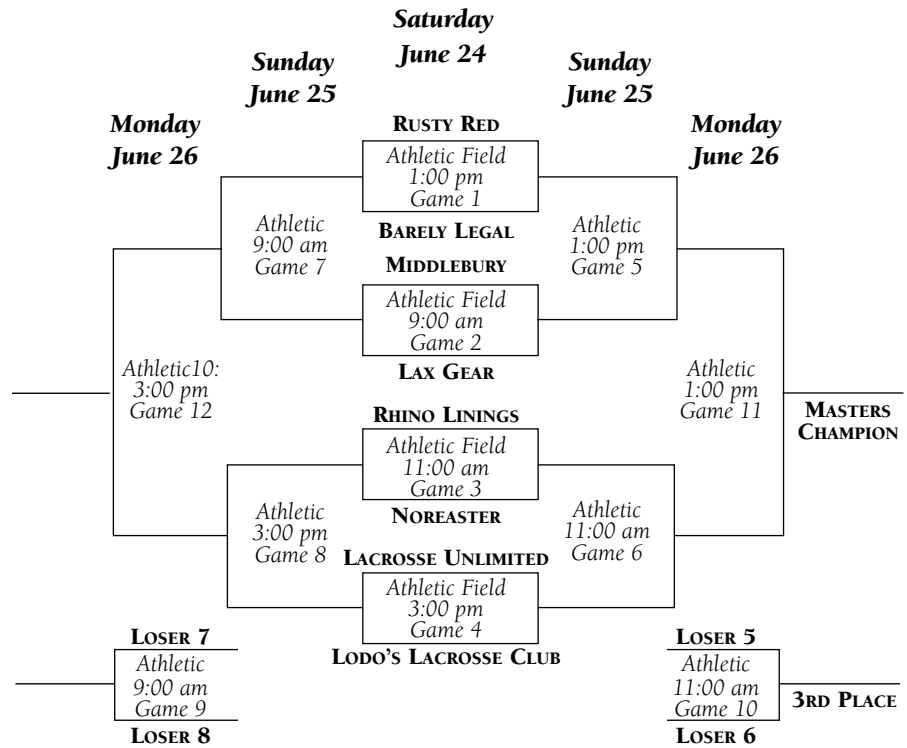 Saturday
June 24
Sunday
June 25
Sunday
June 25
Monday
June 26
Monday
June 26
RUSTY RED
Athletic Field
1:00 pm
Game 1
BARELY LEGAL
Athletic
9:00 am
Game 7
Athletic
1:00 pm
Game 5
MIDDLEBURY
Athletic Field
9:00 am
Game 2
LAX GEAR
Athletic10:
3:00 pm
Game 12
Athletic
1:00 pm
Game 11
MASTERS
CHAMPION
RHINO LININGS
Athletic Field
11:00 am
Game 3
NOREASTER
Athletic
3:00 pm
Game 8
Athletic
11:00 am
Game 6
LACROSSE UNLIMITED
Athletic Field
3:00 pm
Game 4
LODO'S LACROSSE CLUB
LOSER 7
Athletic
9:00 am
Game 9
LOSER 8
LOSER 5
Athletic
11:00 am
Game 10
LOSER 6
3RD PLACE